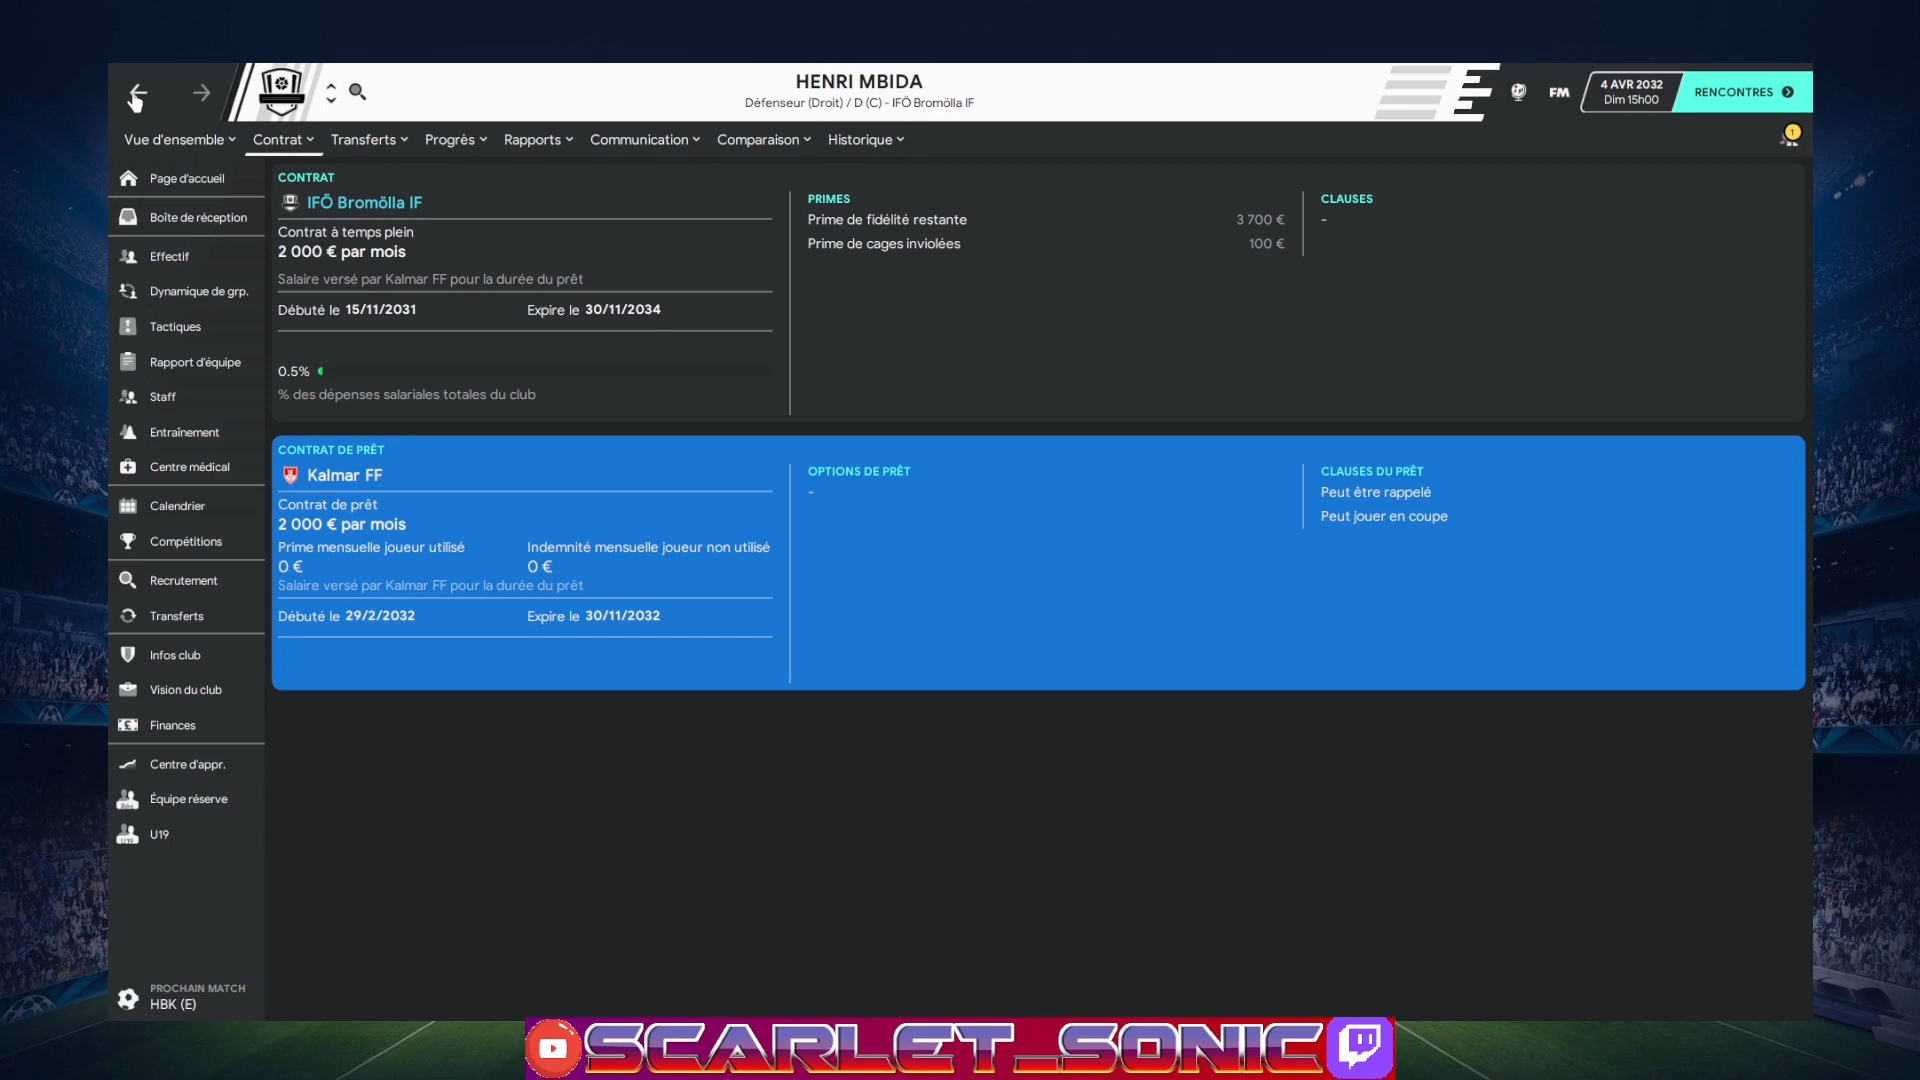 HENRI MBIDA
Défenseur (Droit) / D (C) - IFÖ Bromölla IF
FM
4 AVR 2032
Dim 15h00
RENCONTRES
Vue d'ensemble
Contrat
Transferts
Progrès
Rapports
Communication
Comparaison
Historique
1
Page d'accueil
Boîte de réception
Effectif
Dynamique de grp.
Tactiques
Rapport d'équipe
Staff
Entraînement
Centre médical
Calendrier
Compétitions
Recrutement
Transferts
Infos club
Vision du club
Finances
Centre d'appr.
Équipe réserve
U19
PROCHAIN MATCH
HBK (E)
CONTRAT
IFÖ Bromölla IF
Contrat à temps plein
2 000 € par mois
Salaire versé par Kalmar FF pour la durée du prêt
Débuté le 15/11/2031
Expire le 30/11/2034
0.5%
% des dépenses salariales totales du club
PRIMES
Prime de fidélité restante 3 700 €
Prime de cages inviolées 100 €
CLAUSES
-
CONTRAT DE PRÊT
Kalmar FF
Contrat de prêt
2 000 € par mois
Prime mensuelle joueur utilisé
0 €
Indemnité mensuelle joueur non utilisé
0 €
Salaire versé par Kalmar FF pour la durée du prêt
Débuté le 29/2/2032
Expire le 30/11/2032
OPTIONS DE PRÊT
-
CLAUSES DU PRÊT
Peut être rappelé
Peut jouer en coupe
SCARLET_SONIC